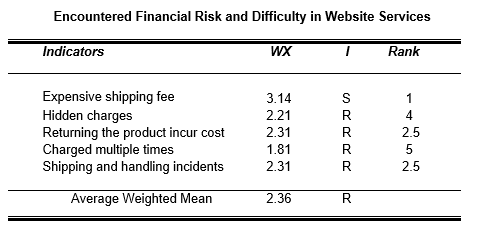 Encountered Financial Risk and Difficulty in Website Services
Indicators WX I Rank
Expensive shipping fee 3.14 S 1
Hidden charges 2.21 R 4
Returning the product incur cost 2.31 R 2.5
Charged multiple times 1.81 R 5
Shipping and handling incidents 2.31 R 2.5
Average Weighted Mean 2.36 R